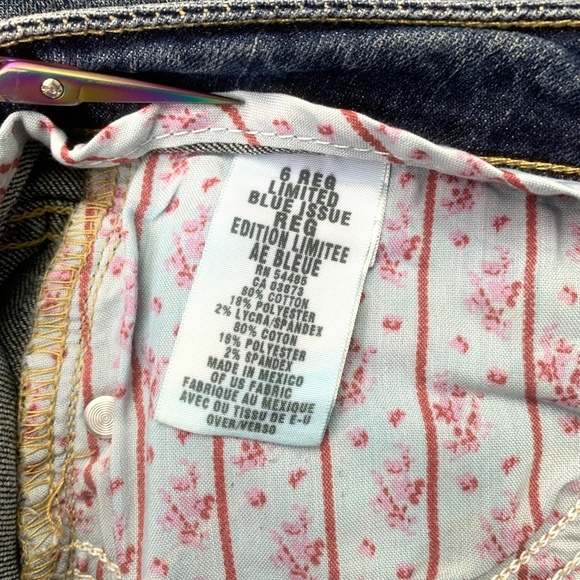 6 REG
LIMITED
BLUE ISSUE
REG
EDITION LIMITEE
AE BLEUE
RN 54485
CA 03873
80% COTTON
18% POLYESTER
2% LYCRA/SPANDEX
80% COTTON
18% POLYESTER
2% SPANDEX
MADE IN MEXICO
OF US FABRIC
FABRIQUE AU MEXIQUE
AVEC DU TISSU DE E-U
OVER/VERSO